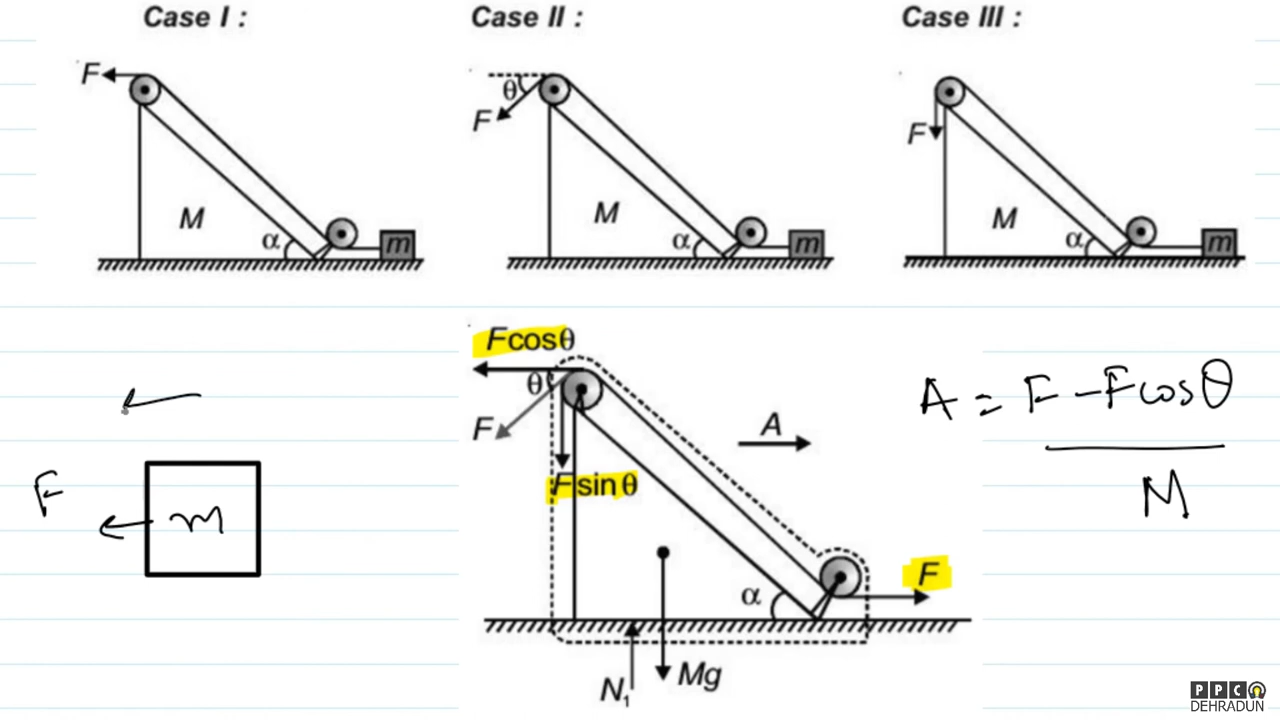 Case I :
Case II :
Case III :
F
M
α
m
θ
F
M
α
m
F
M
α
m
F
m
Fcosθ
θ
F
Fsinθ
A
α
F
N₁
Mg
A = F - Fcosθ
M
PPC
DEHRADUN